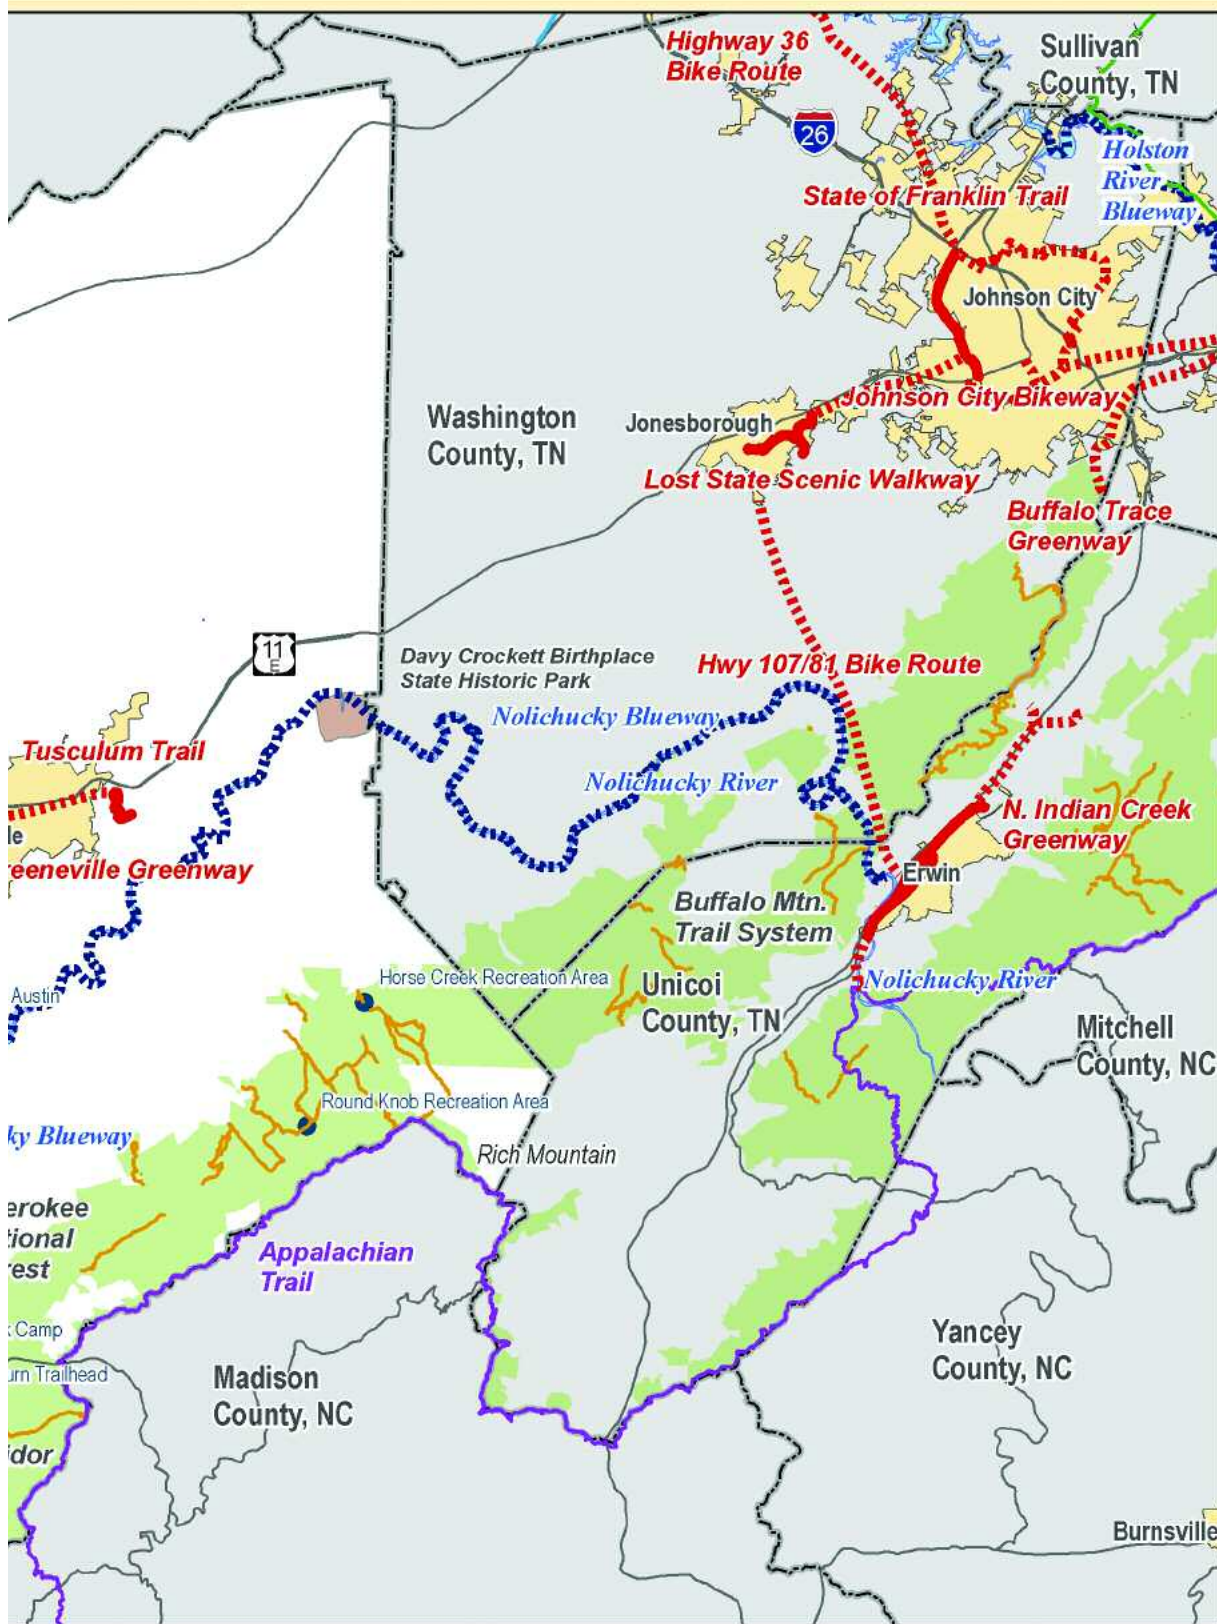 Highway 36
Bike Route
Sullivan
County, TN
26
Holston
River
Blueway
State of Franklin Trail
Johnson City
Johnson City Bikeway
Washington
County, TN
Jonesborough
Lost State Scenic Walkway
Buffalo Trace
Greenway
11
E
Davy Crockett Birthplace
State Historic Park
Hwy 107/81 Bike Route
Nolichucky Blueway
Tusculum Trail
Nolichucky River
N. Indian Creek
Greenway
le
reeneville Greenway
Erwin
Buffalo Mtn.
Trail System
Horse Creek Recreation Area
Nolichucky River
Austin
Unicoi
County, TN
Mitchell
County, NC
Round Knob Recreation Area
ky Blueway
Rich Mountain
erokee
tional
rest
Appalachian
Trail
k Camp
urn Trailhead
Madison
County, NC
Yancey
County, NC
idor
Burnsville